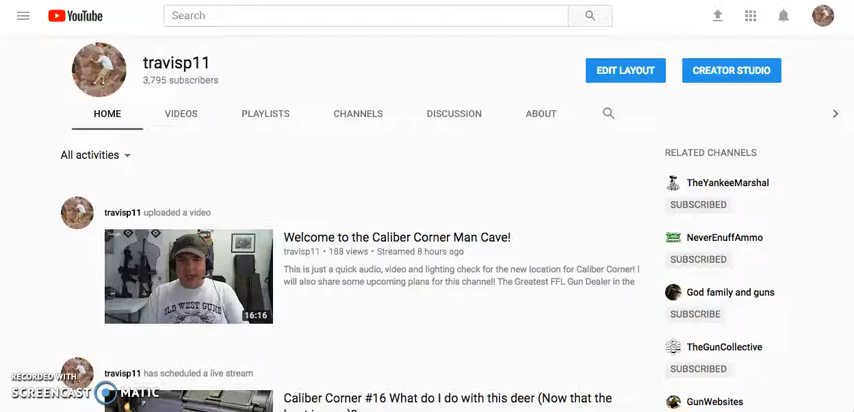 YouTube
Search
travisp11
3,795 subscribers
EDIT LAYOUT
CREATOR STUDIO
HOME
VIDEOS
PLAYLISTS
CHANNELS
DISCUSSION
ABOUT
All activities
RELATED CHANNELS
TheYankeeMarshal
SUBSCRIBED
NeverEnuffAmmo
SUBSCRIBED
God family and guns
SUBSCRIBE
TheGunCollective
SUBSCRIBED
GunWebsites
travisp11 uploaded a video
Welcome to the Caliber Corner Man Cave!
travisp11 • 188 views • Streamed 8 hours ago
This is just a quick audio, video and lighting check for the new location for Caliber Corner! I
will also share some upcoming plans for this channel! The Greatest FFL Gun Dealer in the
OLD WEST GUNS
16:16
travisp11 has scheduled a live stream
Caliber Corner #16 What do I do with this deer (Now that the
RECORDED WITH
SCREENCAST MATIC